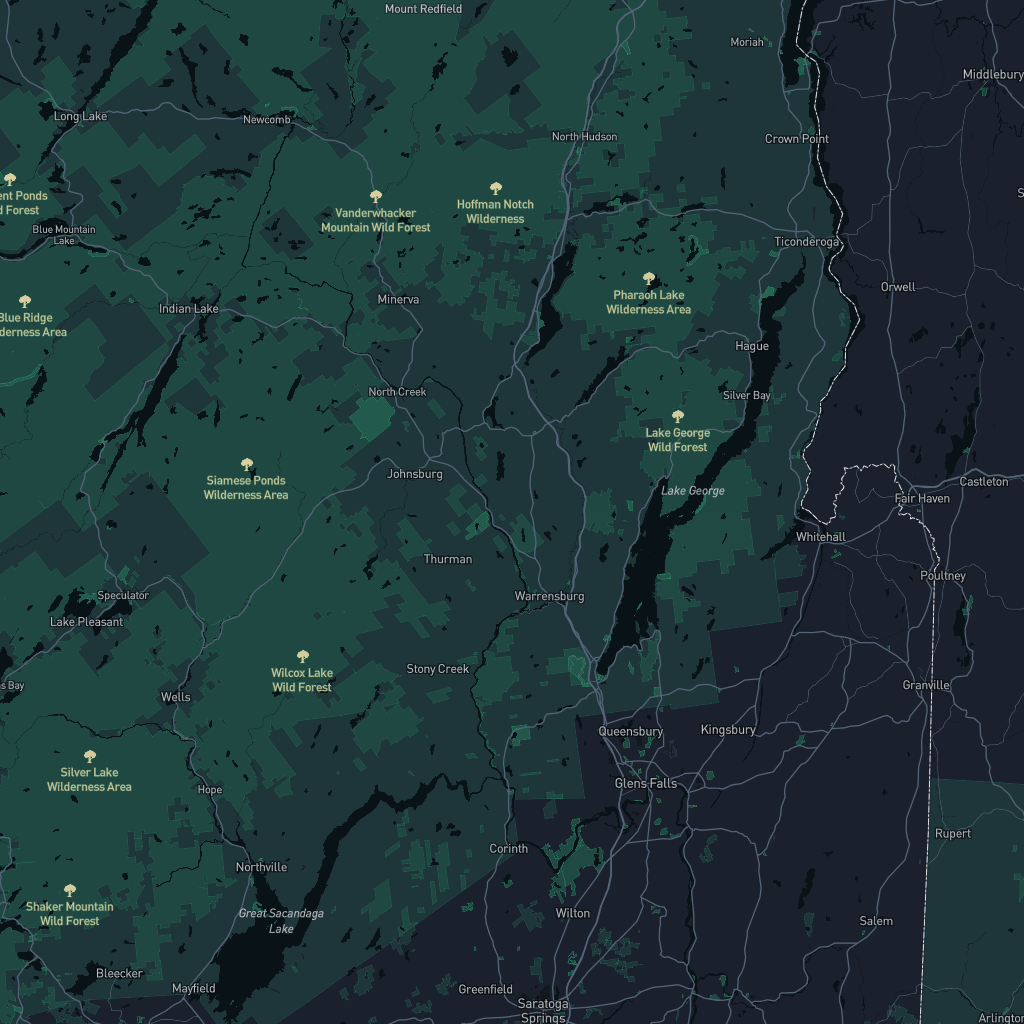 Mount Redfield
Moriah
Middlebury
Long Lake
Newcomb
North Hudson
Crown Point
ent Ponds
d Forest
Vanderwhacker
Mountain Wild Forest
Hoffman Notch
Wilderness
Blue Mountain
Lake
Ticonderoga
Pharaoh Lake
Wilderness Area
Orwell
Minerva
Indian Lake
Blue Ridge
derness Area
Hague
North Creek
Silver Bay
Lake George
Wild Forest
Siamese Ponds
Wilderness Area
Johnsburg
Lake George
Castleton
Fair Haven
Whitehall
Thurman
Poultney
Speculator
Warrensburg
Lake Pleasant
Stony Creek
Wilcox Lake
Wild Forest
s Bay
Wells
Granville
Queensbury
Kingsbury
Silver Lake
Wilderness Area
Hope
Glens Falls
Rupert
Corinth
Northville
Shaker Mountain
Wild Forest
Great Sacandaga
Lake
Wilton
Salem
Bleecker
Mayfield
Greenfield
Saratoga
Springs
Arlington